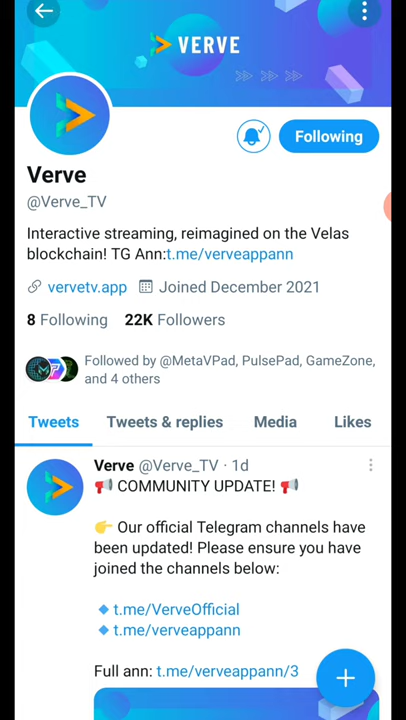 VERVE
Following
Verve
@Verve_TV
Interactive streaming, reimagined on the Velas
blockchain! TG Ann:t.me/verveappann
vervetv.app Joined December 2021
8 Following 22K Followers
Followed by @MetaVPad, PulsePad, GameZone,
and 4 others
Tweets Tweets & replies Media Likes
Verve @Verve_TV · 1d
📢 COMMUNITY UPDATE! 📢
👉 Our official Telegram channels have
been updated! Please ensure you have
joined the channels below:
🔹 t.me/VerveOfficial
🔹 t.me/verveappann
Full ann: t.me/verveappann/3